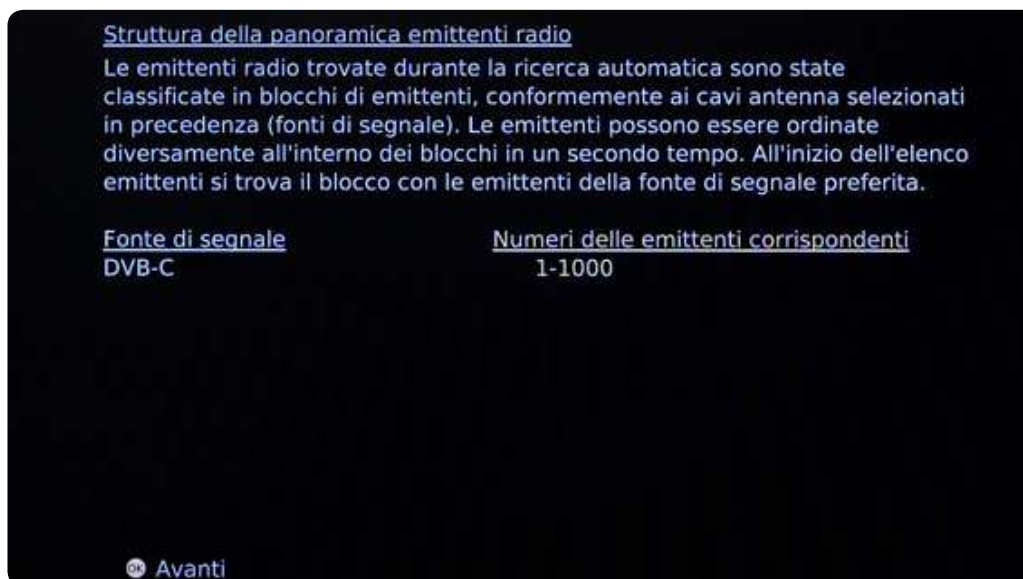 Struttura della panoramica emittenti radio
Le emittenti radio trovate durante la ricerca automatica sono state
classificate in blocchi di emittenti, conformemente ai cavi antenna selezionati
in precedenza (fonti di segnale). Le emittenti possono essere ordinate
diversamente all'interno dei blocchi in un secondo tempo. All'inizio dell'elenco
emittenti si trova il blocco con le emittenti della fonte di segnale preferita.
Fonte di segnale Numeri delle emittenti corrispondenti
DVB-C 1-1000
OK Avanti